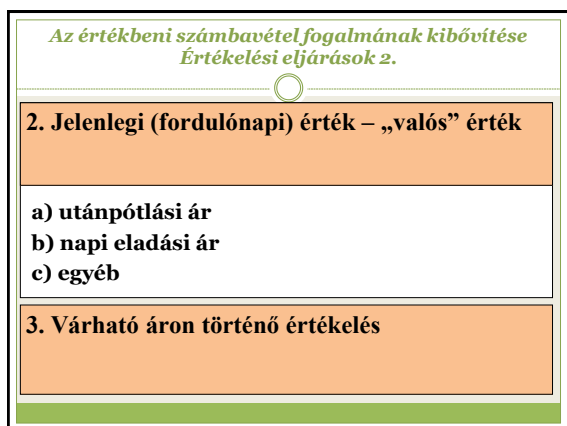 Az értékbeni számbavétel fogalmának kibővítése
Értékelési eljárások 2.
2. Jelenlegi (fordulónapi) érték – „valós” érték
a) utánpótlási ár
b) napi eladási ár
c) egyéb
3. Várható áron történő értékelés